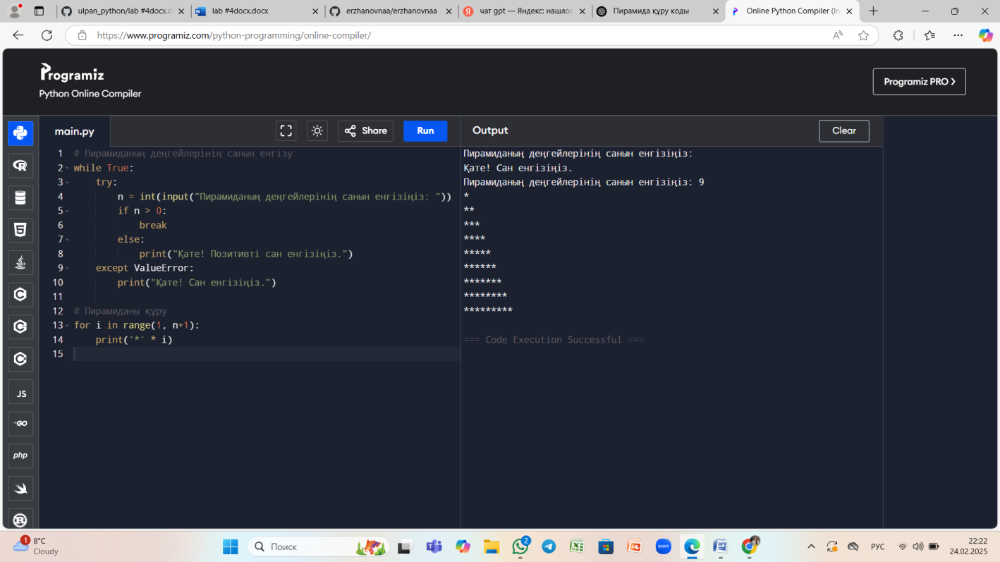 ulpan_python/lab #4docx.d
lab #4docx.docx
erzhanovnaa/erzhanovnaa
чат gpt — Яндекс: нашлос
Пирамида құру коды
Online Python Compiler (In
https://www.programiz.com/python-programming/online-compiler/
Programiz
Python Online Compiler
Programiz PRO
main.py
Share
Run
Output
Clear
1 # Пирамиданың деңгейлерінің санын енгізу
2 while True:
3 try:
4 n = int(input("Пирамиданың деңгейлерінің санын енгізіңіз: "))
5 if n > 0:
6 break
7 else:
8 print("Қате! Позитивті сан енгізіңіз.")
9 except ValueError:
10 print("Қате! Сан енгізіңіз.")
11
12 # Пирамиданы құру
13 for i in range(1, n+1):
14 print('*' * i)
15
Пирамиданың деңгейлерінің санын енгізіңіз:
Қате! Сан енгізіңіз.
Пирамиданың деңгейлерінің санын енгізіңіз: 9
*
**
***
****
*****
******
*******
********
*********
=== Code Execution Successful ===
JS
GO
php
1
8°C
Cloudy
Поиск
2
zoom
РУС
22:22
24.02.2025